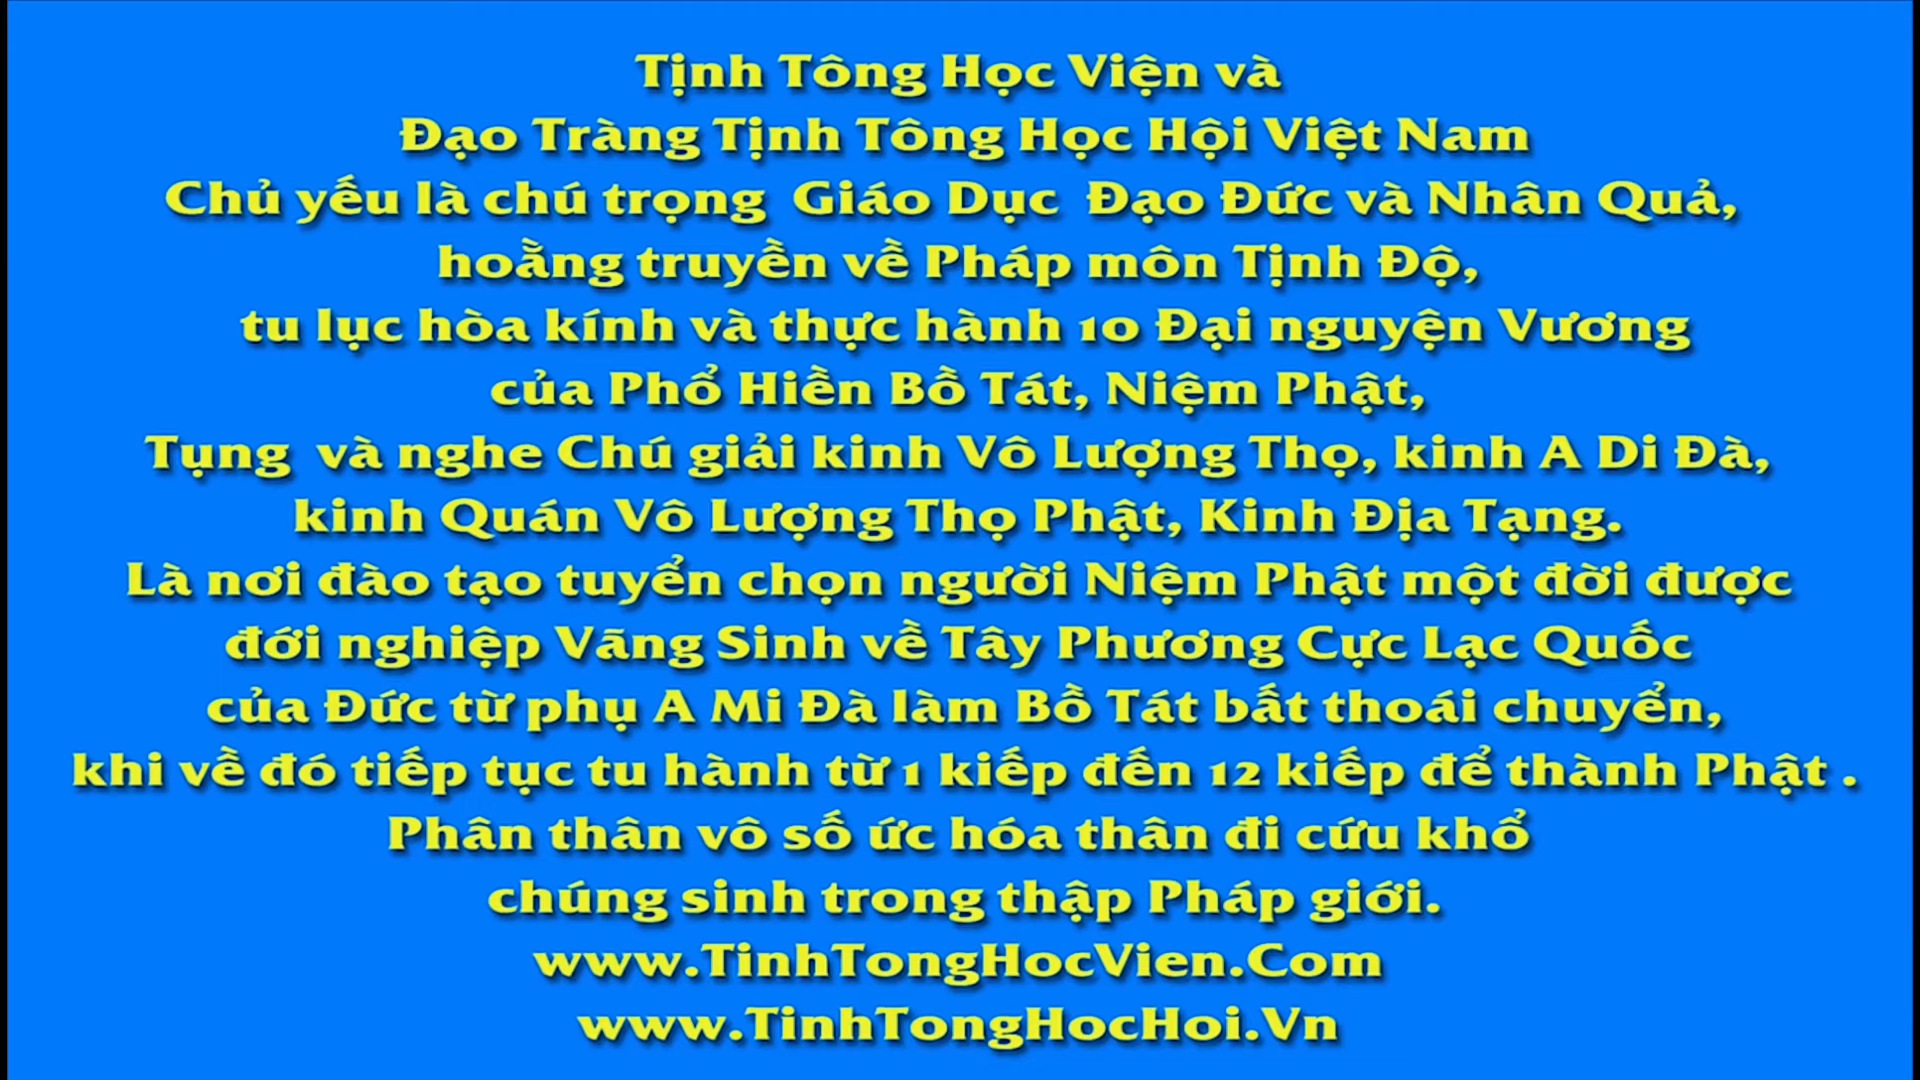 Tịnh Tông Học Viện và
Đạo Tràng Tịnh Tông Học Hội Việt Nam
Chủ yếu là chú trọng Giáo Dục Đạo Đức và Nhân Quả,
hoằng truyền về Pháp môn Tịnh Độ,
tu lục hòa kính và thực hành 10 Đại nguyện Vương
của Phổ Hiền Bồ Tát, Niệm Phật,
Tụng và nghe Chú giải kinh Vô Lượng Thọ, kinh A Di Đà,
kinh Quán Vô Lượng Thọ Phật, Kinh Địa Tạng.
Là nơi đào tạo tuyển chọn người Niệm Phật một đời được
đới nghiệp Vãng Sinh về Tây Phương Cực Lạc Quốc
của Đức từ phụ A Mi Đà làm Bồ Tát bất thoái chuyển,
khi về đó tiếp tục tu hành từ 1 kiếp đến 12 kiếp để thành Phật .
Phân thân vô số ức hóa thân đi cứu khổ
chúng sinh trong thập Pháp giới.
www.TinhTongHocVien.Com
www.TinhTongHocHoi.Vn